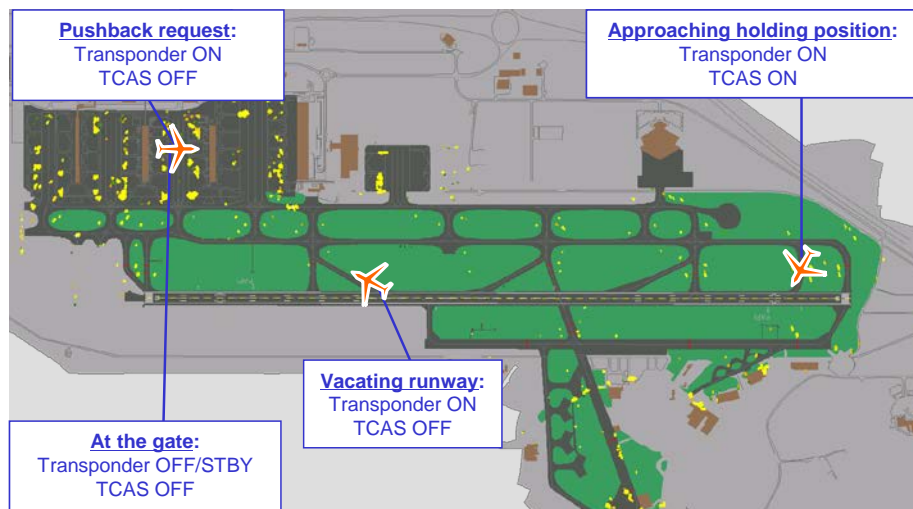 Pushback request:
Transponder ON
TCAS OFF
Approaching holding position:
Transponder ON
TCAS ON
Vacating runway:
Transponder ON
TCAS OFF
At the gate:
Transponder OFF/STBY
TCAS OFF